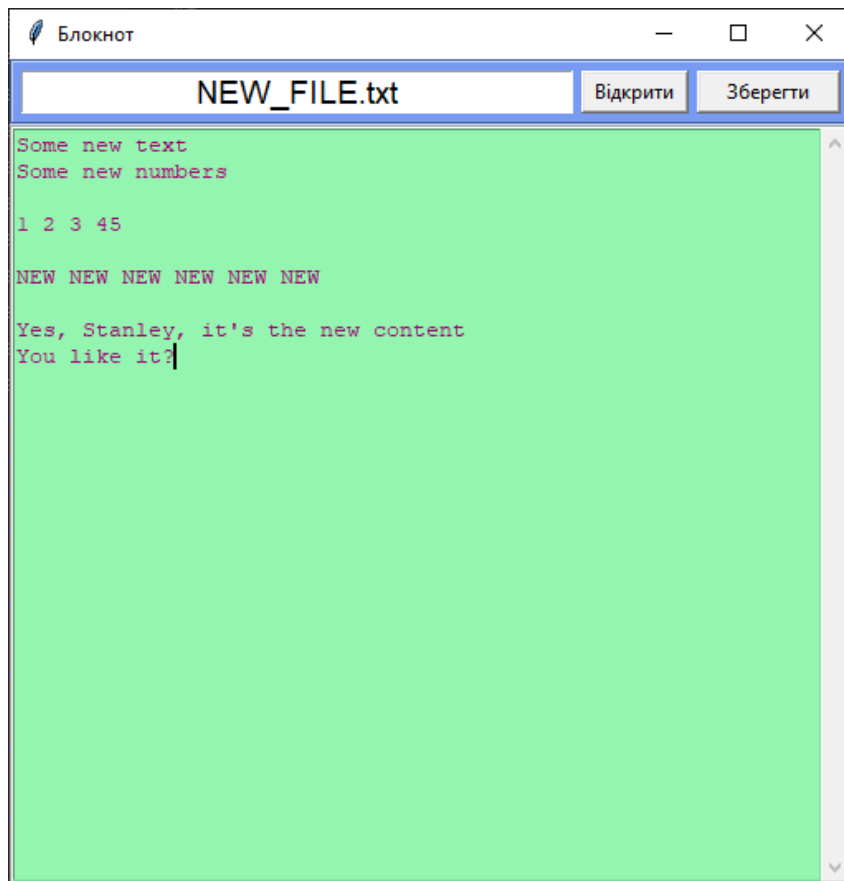 Блокнот
NEW_FILE.txt Відкрити Зберегти
Some new text
Some new numbers
1 2 3 45
NEW NEW NEW NEW NEW NEW
Yes, Stanley, it's the new content
You like it?